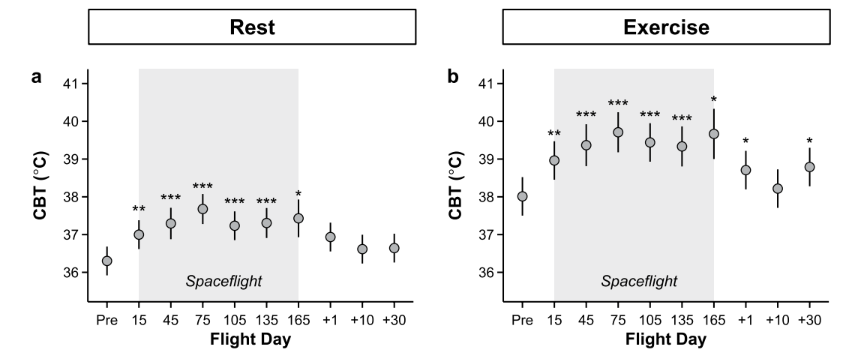 Rest
Exercise
a
41
40
39
38
37
36
CBT (°C)
**
***
***
***
***
*
Spaceflight
Pre 15 45 75 105 135 165 +1 +10 +30
Flight Day
b
41
40
39
38
37
36
CBT (°C)
**
***
***
***
***
*
*
*
Spaceflight
Pre 15 45 75 105 135 165 +1 +10 +30
Flight Day